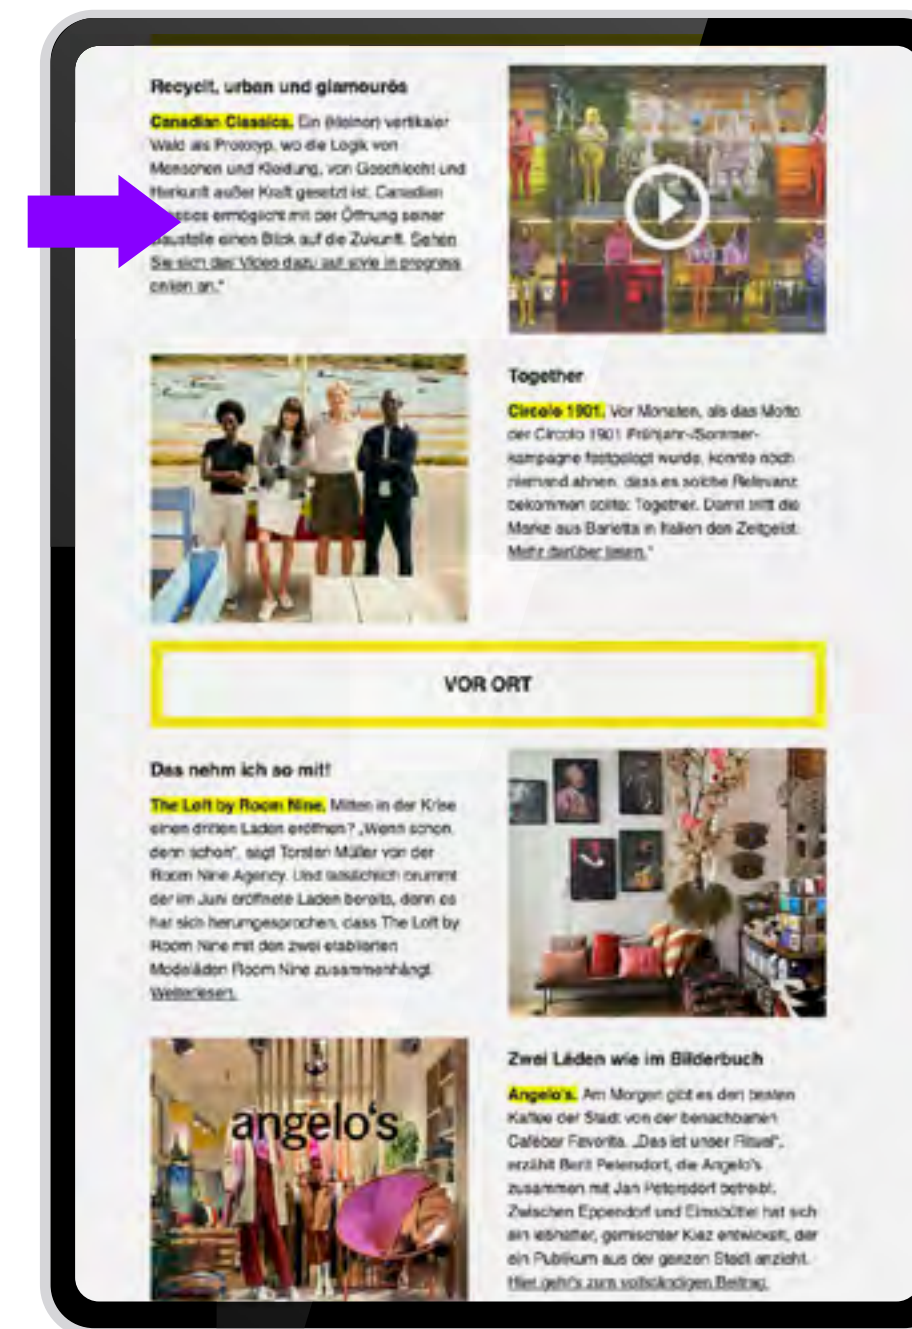 Recycelt, urban und glamourös
Canadian Classics. Ein (kleiner) vertikaler
Wald als Prototyp, wo die Logik von
Menschen und Kleidung, von Geschlecht und
Herkunft außer Kraft gesetzt ist. Canadian
ermöglicht mit der Öffnung seiner
Baustelle einen Blick auf die Zukunft. Sehen
Sie sich das Video dazu auf style in progress
online an.*
Together
Circolo 1901. Vor Monaten, als das Motto
der Circolo 1901 Frühjahr-/Sommer-
kampagne festgelegt wurde, konnte noch
niemand ahnen, dass es solche Relevanz
bekommen sollte: Together. Damit trifft die
Marke aus Barletta in Italien den Zeitgeist.
Mehr darüber lesen.*
VOR ORT
Das nehm ich so mit!
The Loft by Room Nine. Mitten in der Krise
einen dritten Laden eröffnen? „Wenn schon,
denn schon“, sagt Torsten Müller von der
Room Nine Agency. Und tatsächlich brummt
der im Juni eröffnete Laden bereits, denn es
hat sich herumgesprochen, dass The Loft by
Room Nine mit den zwei etablierten
Modeläden Room Nine zusammenhängt.
Weiterlesen.
angelo's
Zwei Läden wie im Bilderbuch
Angelo's. Am Morgen gibt es den besten
Kaffee der Stadt von der benachbarten
Cafébar Favorita. „Das ist unser Ritual“,
erzählt Berit Petersdorf, die Angelo's
zusammen mit Jan Petersdorf betreibt.
Zwischen Eppendorf und Eimsbüttel hat sich
ein lebhafter, gemischter Kiez entwickelt, der
ein Publikum aus der ganzen Stadt anzieht.
Hier geht's zum vollständigen Beitrag.